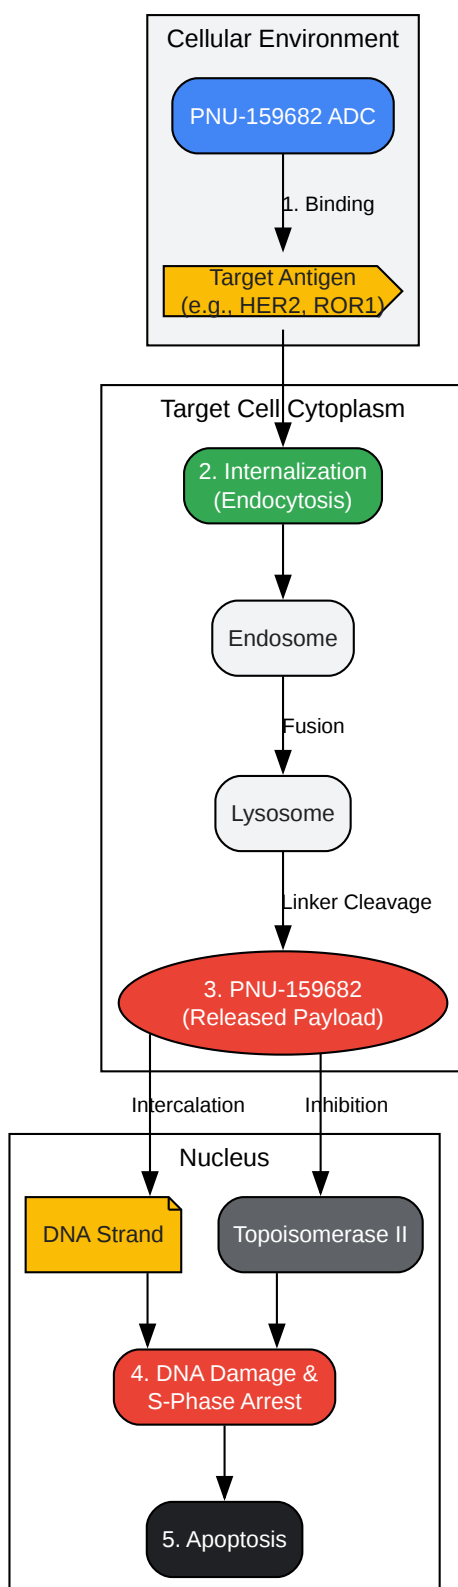 Cellular Environment
PNU-159682 ADC
1. Binding
Target Antigen
(e.g., HER2, ROR1)
Target Cell Cytoplasm
2. Internalization
(Endocytosis)
Endosome
Fusion
Lysosome
Linker Cleavage
3. PNU-159682
(Released Payload)
Intercalation
Inhibition
Nucleus
DNA Strand
Topoisomerase II
4. DNA Damage &
S-Phase Arrest
5. Apoptosis